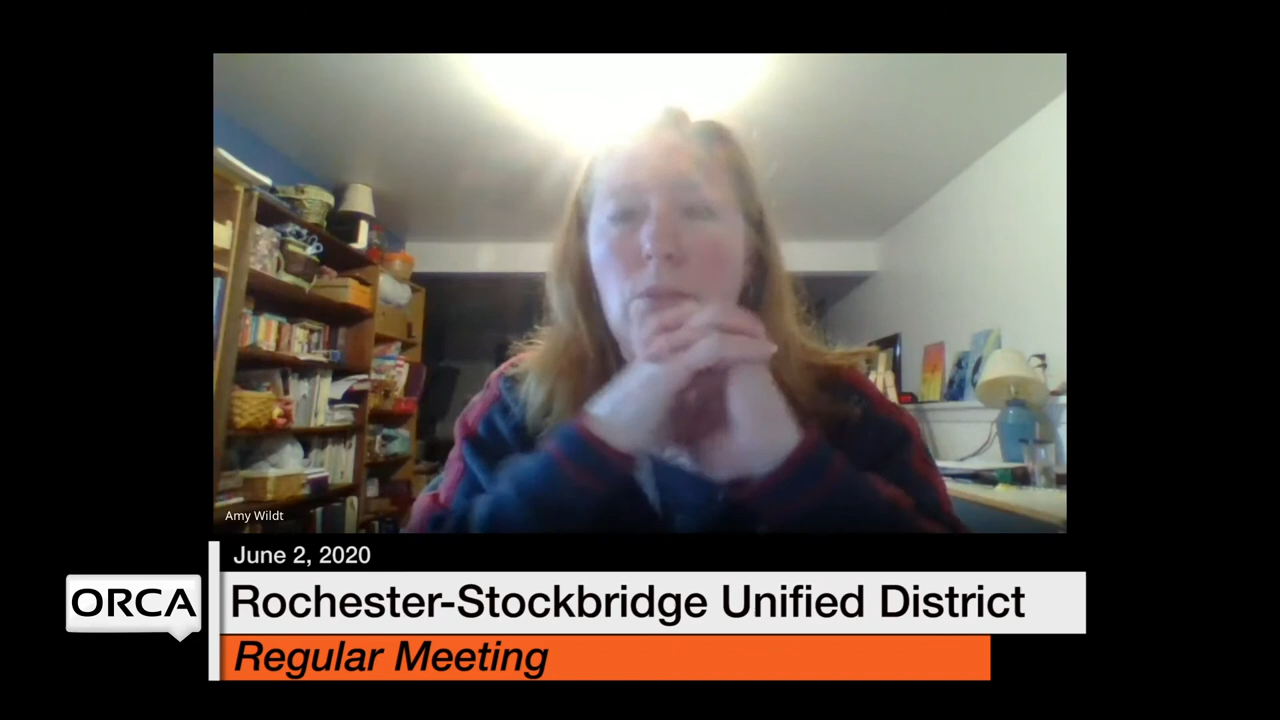 Amy Wildt
June 2, 2020
ORCA
Rochester-Stockbridge Unified District
Regular Meeting